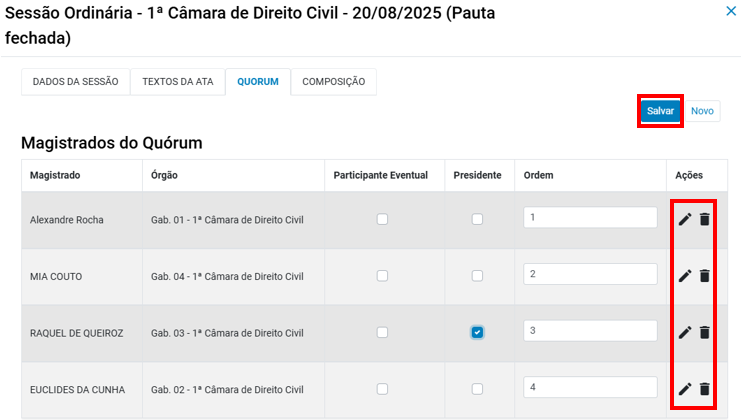 Sessão Ordinária - 1ª Câmara de Direito Civil - 20/08/2025 (Pauta
fechada)
DADOS DA SESSÃO TEXTOS DA ATA QUORUM COMPOSIÇÃO
Salvar Novo
Magistrados do Quórum
Magistrado Órgão Participante Eventual Presidente Ordem Ações
Alexandre Rocha Gab. 01 - 1ª Câmara de Direito Civil 1
MIA COUTO Gab. 04 - 1ª Câmara de Direito Civil 2
RAQUEL DE QUEIROZ Gab. 03 - 1ª Câmara de Direito Civil 3
EUCLIDES DA CUNHA Gab. 02 - 1ª Câmara de Direito Civil 4